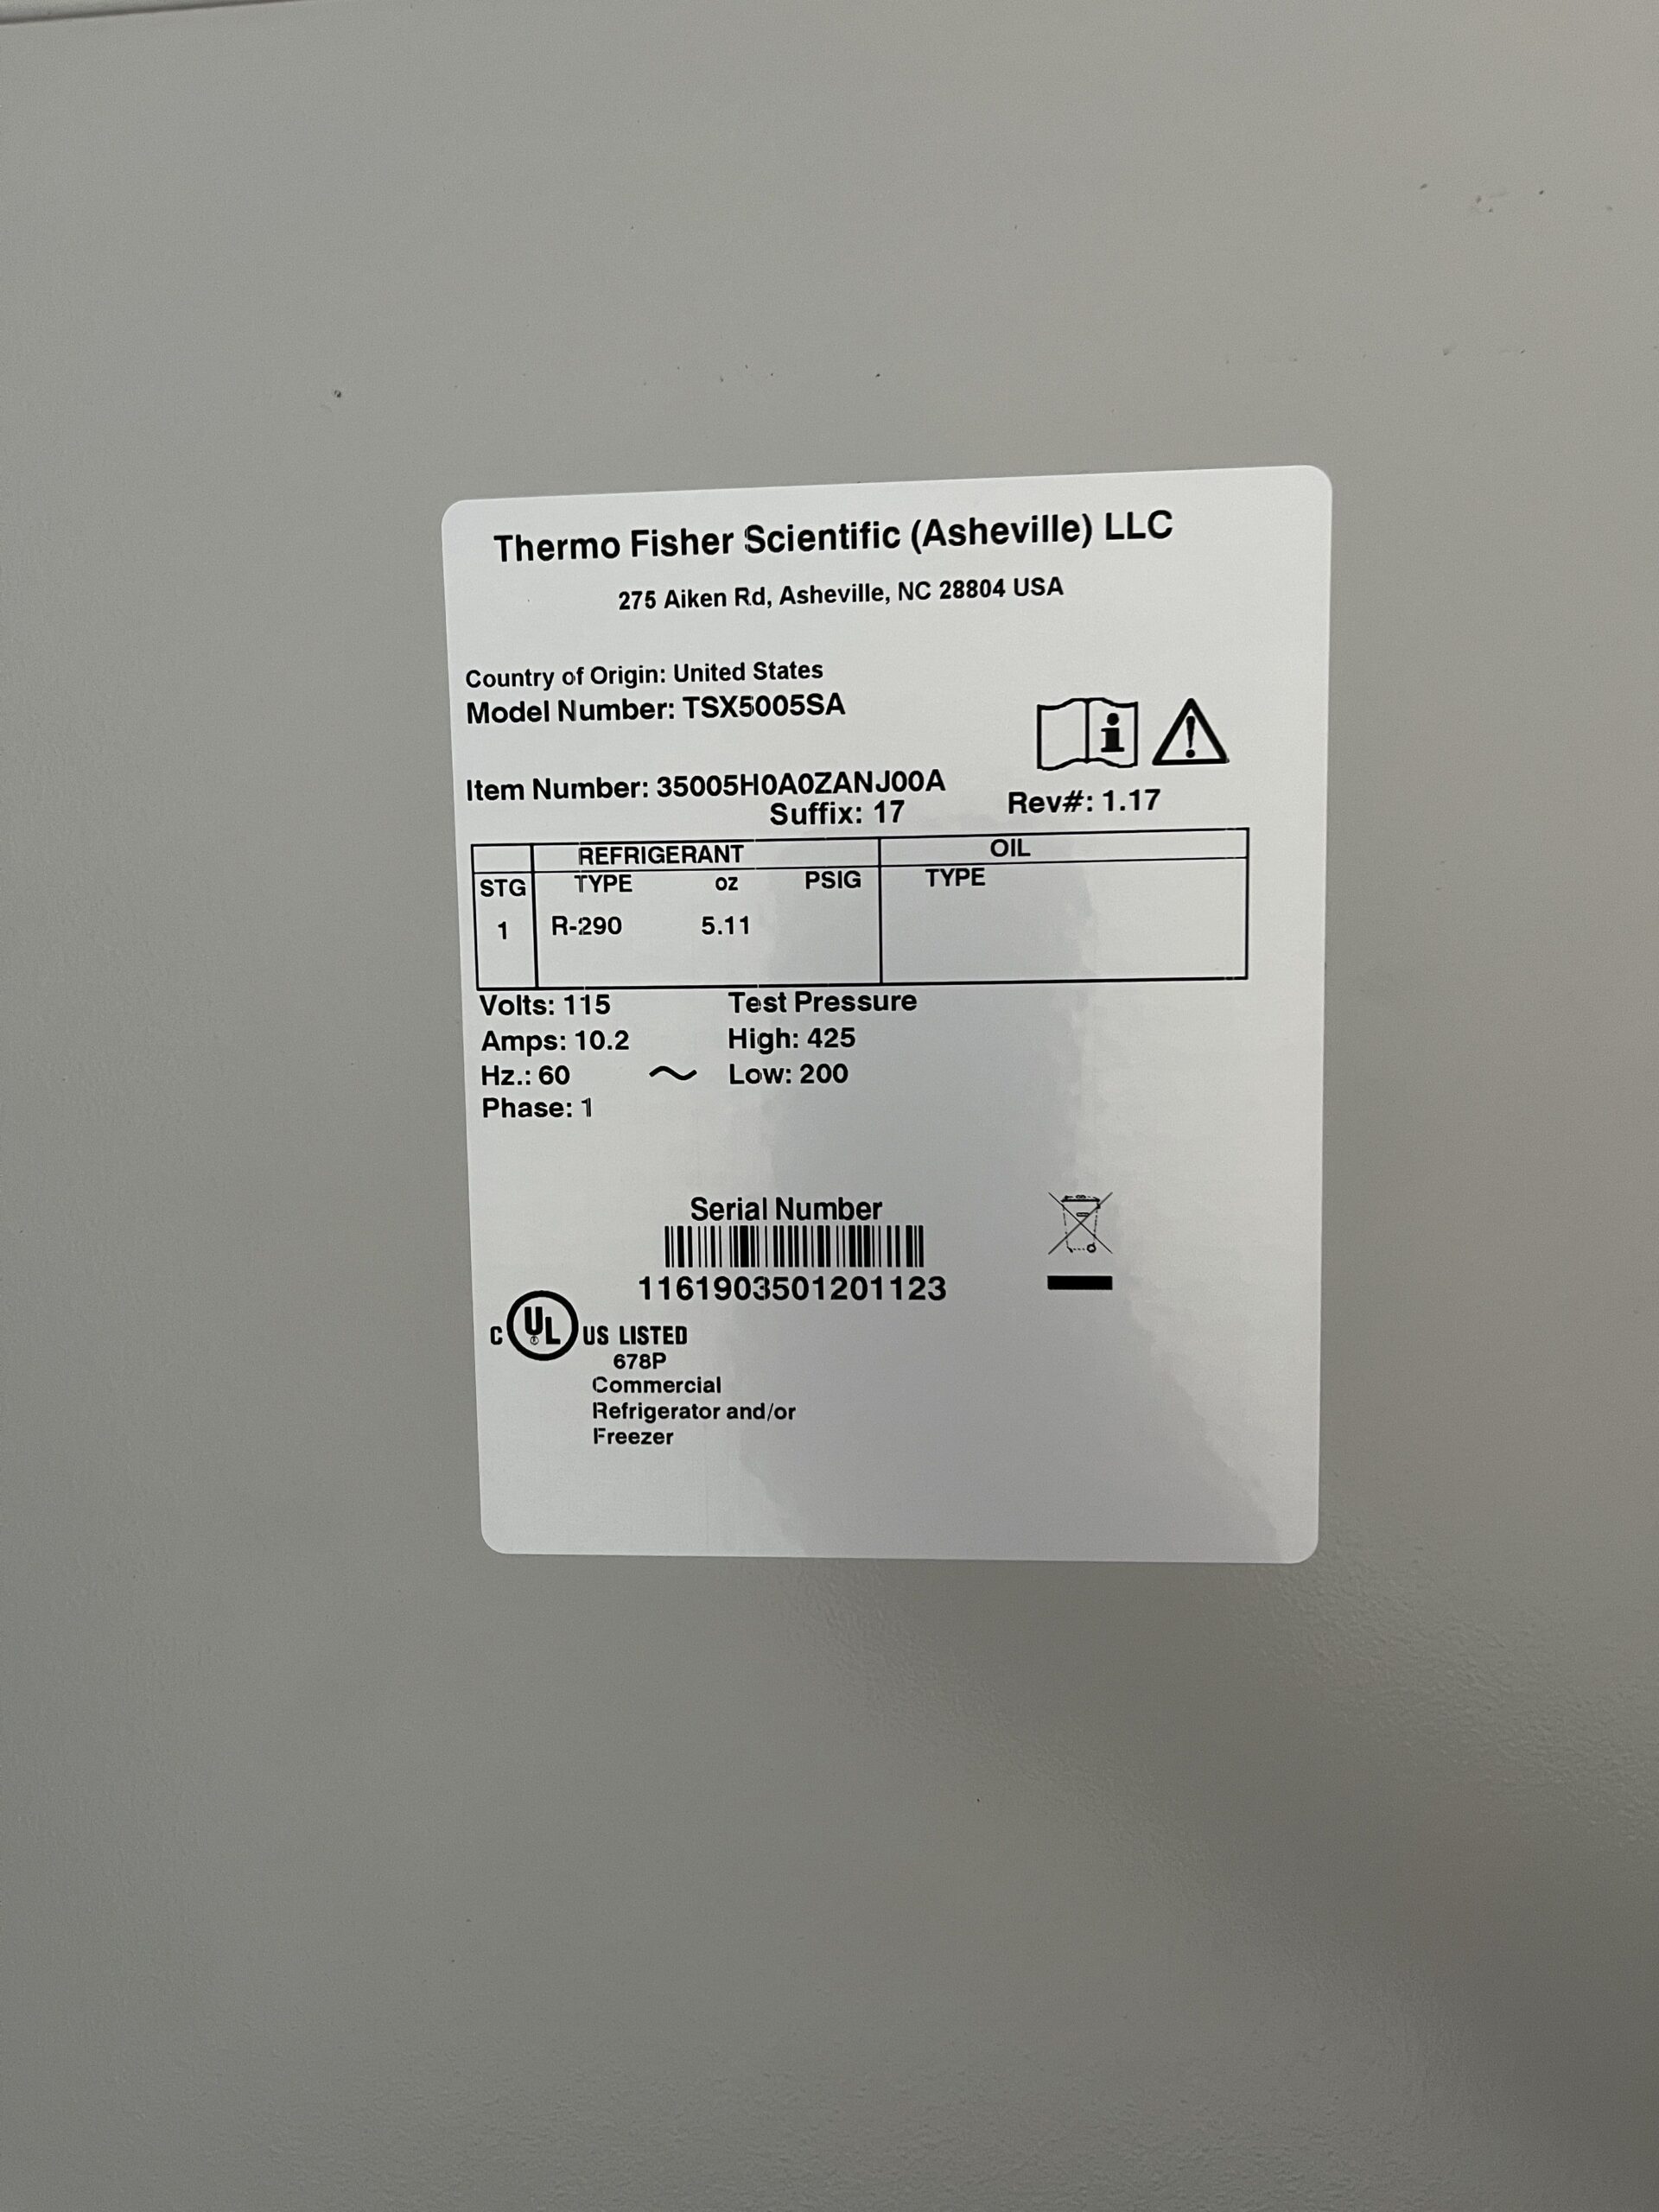 Thermo Fisher Scientific (Asheville) LLC
275 Aiken Rd, Asheville, NC 28804 USA
Country of Origin: United States
Model Number: TSX5005SA
Item Number: 35005H0A0ZANJ00A
Suffix: 17
Rev#: 1.17
REFRIGERANT OIL
STG TYPE oz PSIG TYPE
1 R-290 5.11
Volts: 115 Test Pressure
Amps: 10.2 High: 425
Hz.: 60 ~ Low: 200
Phase: 1
Serial Number
1161903501201123
C UL US LISTED
678P
Commercial
Refrigerator and/or
Freezer